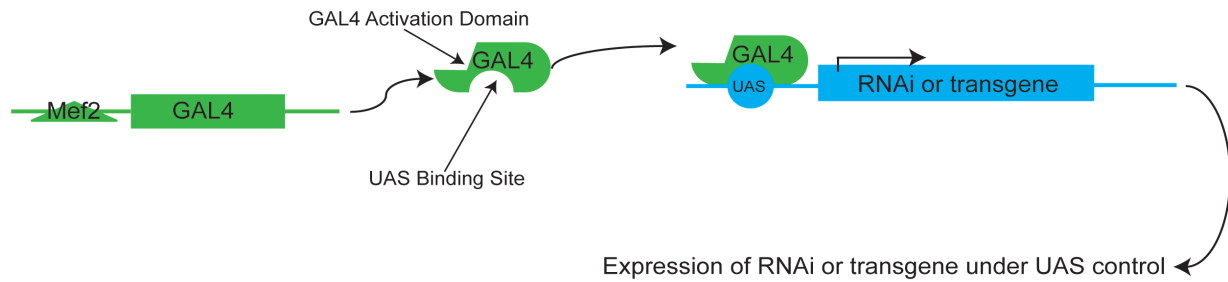 GAL4 Activation Domain
GAL4
GAL4
UAS
RNAi or transgene
Mef2
GAL4
UAS Binding Site
Expression of RNAi or transgene under UAS control